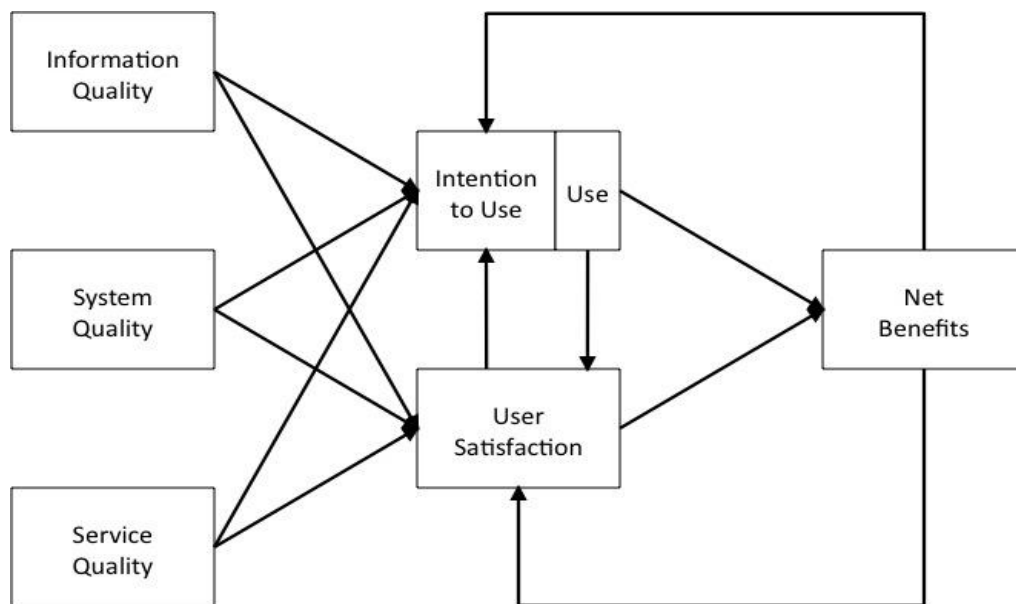 Information
Quality
Intention
to Use
Use
System
Quality
Net
Benefits
User
Satisfaction
Service
Quality